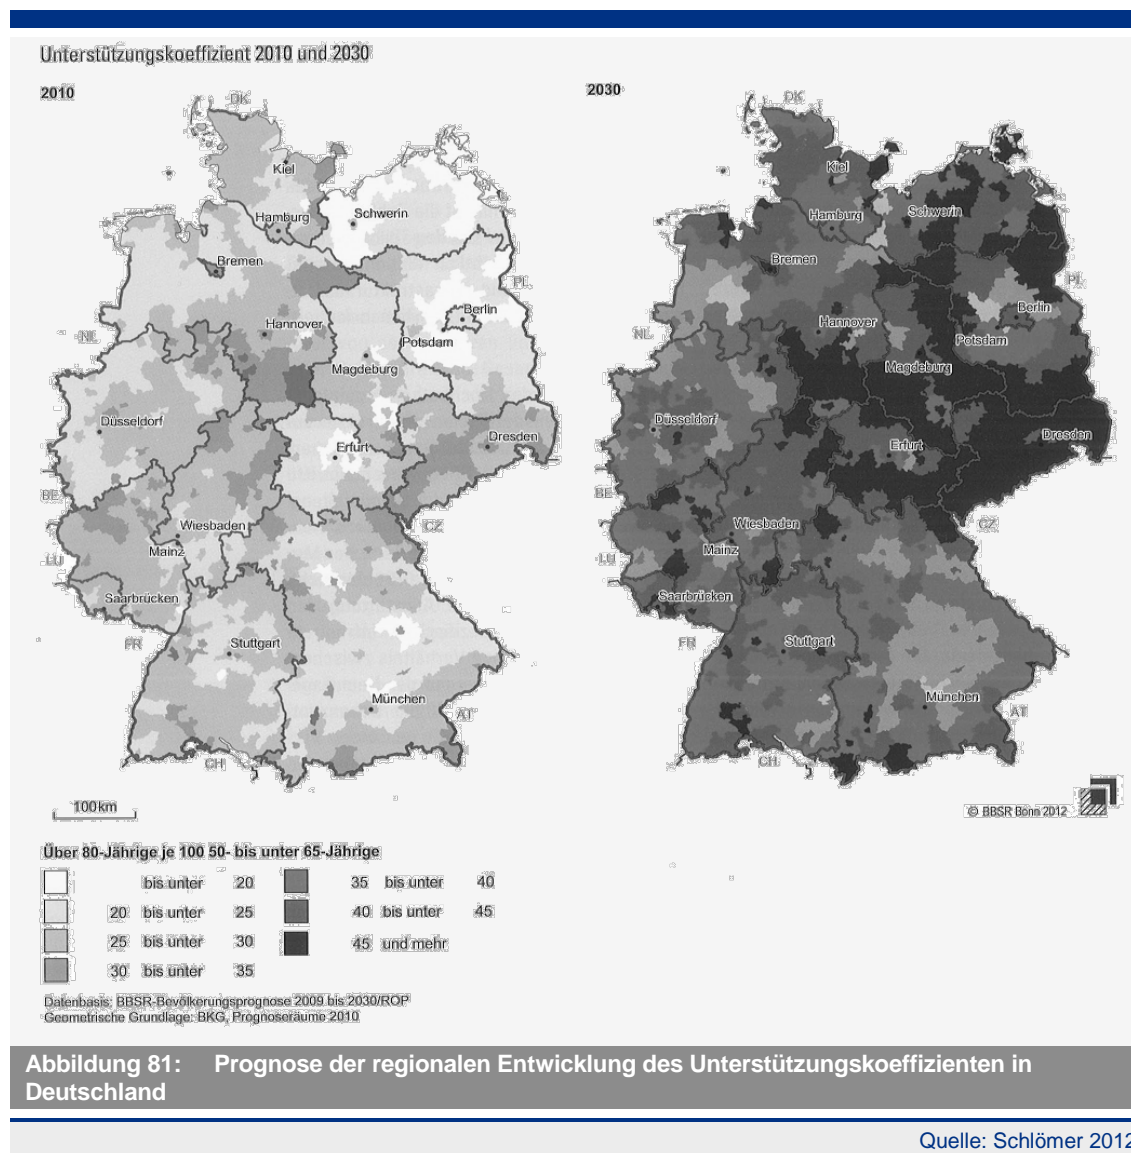 Unterstützungskoeffizient 2010 und 2030
2010
DK
Kiel
Hamburg
Schwerin
Bremen
PL
Berlin
Hannover
NL
Potsdam
Magdeburg
Düsseldorf
Erfurt
Dresden
BE
Wiesbaden
CZ
Mainz
LU
Saarbrücken
FR
Stuttgart
München
AT
CH
100 km
2030
DK
Kiel
Hamburg
Schwerin
Bremen
PL
Berlin
Hannover
NL
Potsdam
Magdeburg
Düsseldorf
Erfurt
Dresden
BE
Wiesbaden
CZ
Mainz
LU
Saarbrücken
FR
Stuttgart
München
AT
CH
© BBSR Bonn 2012
Über 80-Jährige je 100 50- bis unter 65-Jährige
bis unter 20
20 bis unter 25
25 bis unter 30
30 bis unter 35
35 bis unter 40
40 bis unter 45
45 und mehr
Datenbasis: BBSR-Bevölkerungsprognose 2009 bis 2030/ROP
Geometrische Grundlage: BKG, Prognoseräume 2010
Abbildung 81: Prognose der regionalen Entwicklung des Unterstützungskoeffizienten in
Deutschland
Quelle: Schlömer 2012